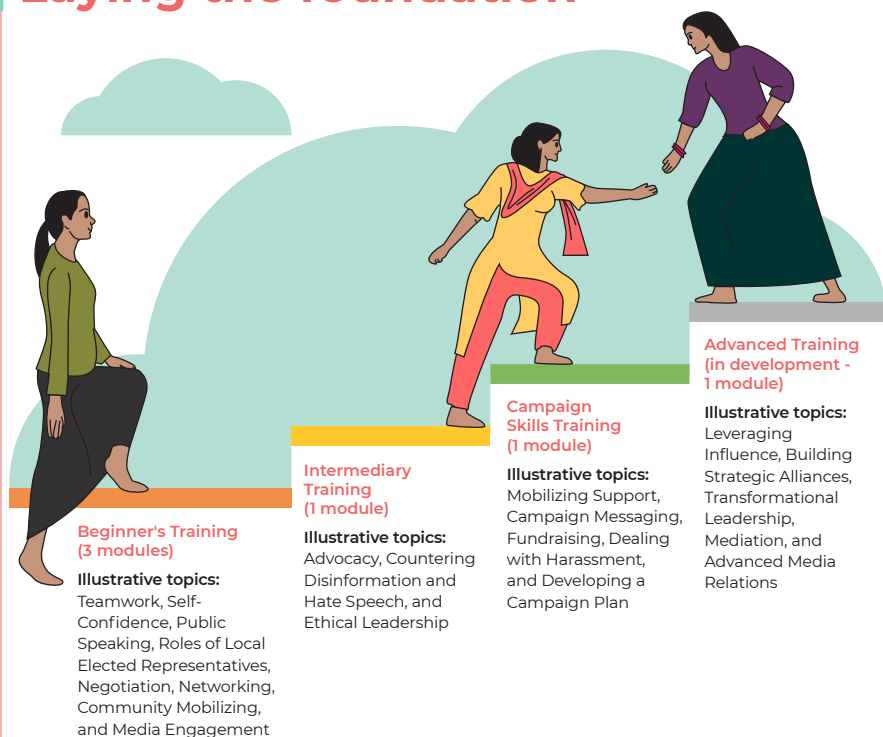 Laying the foundation
Beginner's Training
(3 modules)
Illustrative topics:
Teamwork, Self-
Confidence, Public
Speaking, Roles of Local
Elected Representatives,
Negotiation, Networking,
Community Mobilizing,
and Media Engagement
Intermediary
Training
(1 module)
Illustrative topics:
Advocacy, Countering
Disinformation and
Hate Speech, and
Ethical Leadership
Campaign
Skills Training
(1 module)
Illustrative topics:
Mobilizing Support,
Campaign Messaging,
Fundraising, Dealing
with Harassment,
and Developing a
Campaign Plan
Advanced Training
(in development -
1 module)
Illustrative topics:
Leveraging
Influence, Building
Strategic Alliances,
Transformational
Leadership,
Mediation, and
Advanced Media
Relations